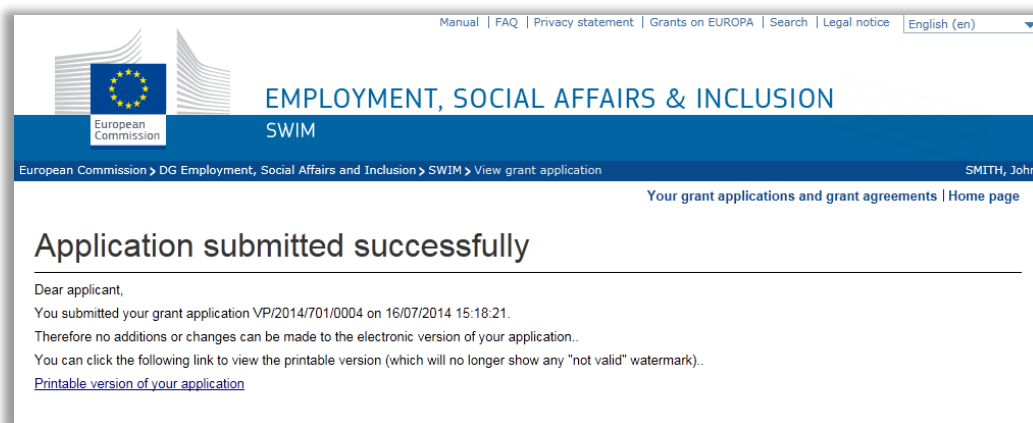 Manual | FAQ | Privacy statement | Grants on EUROPA | Search | Legal notice English (en)
European
Commission
EMPLOYMENT, SOCIAL AFFAIRS & INCLUSION
SWIM
European Commission > DG Employment, Social Affairs and Inclusion > SWIM > View grant application SMITH, John
Your grant applications and grant agreements | Home page
Application submitted successfully
Dear applicant,
You submitted your grant application VP/2014/701/0004 on 16/07/2014 15:18:21.
Therefore no additions or changes can be made to the electronic version of your application..
You can click the following link to view the printable version (which will no longer show any "not valid" watermark)..
Printable version of your application